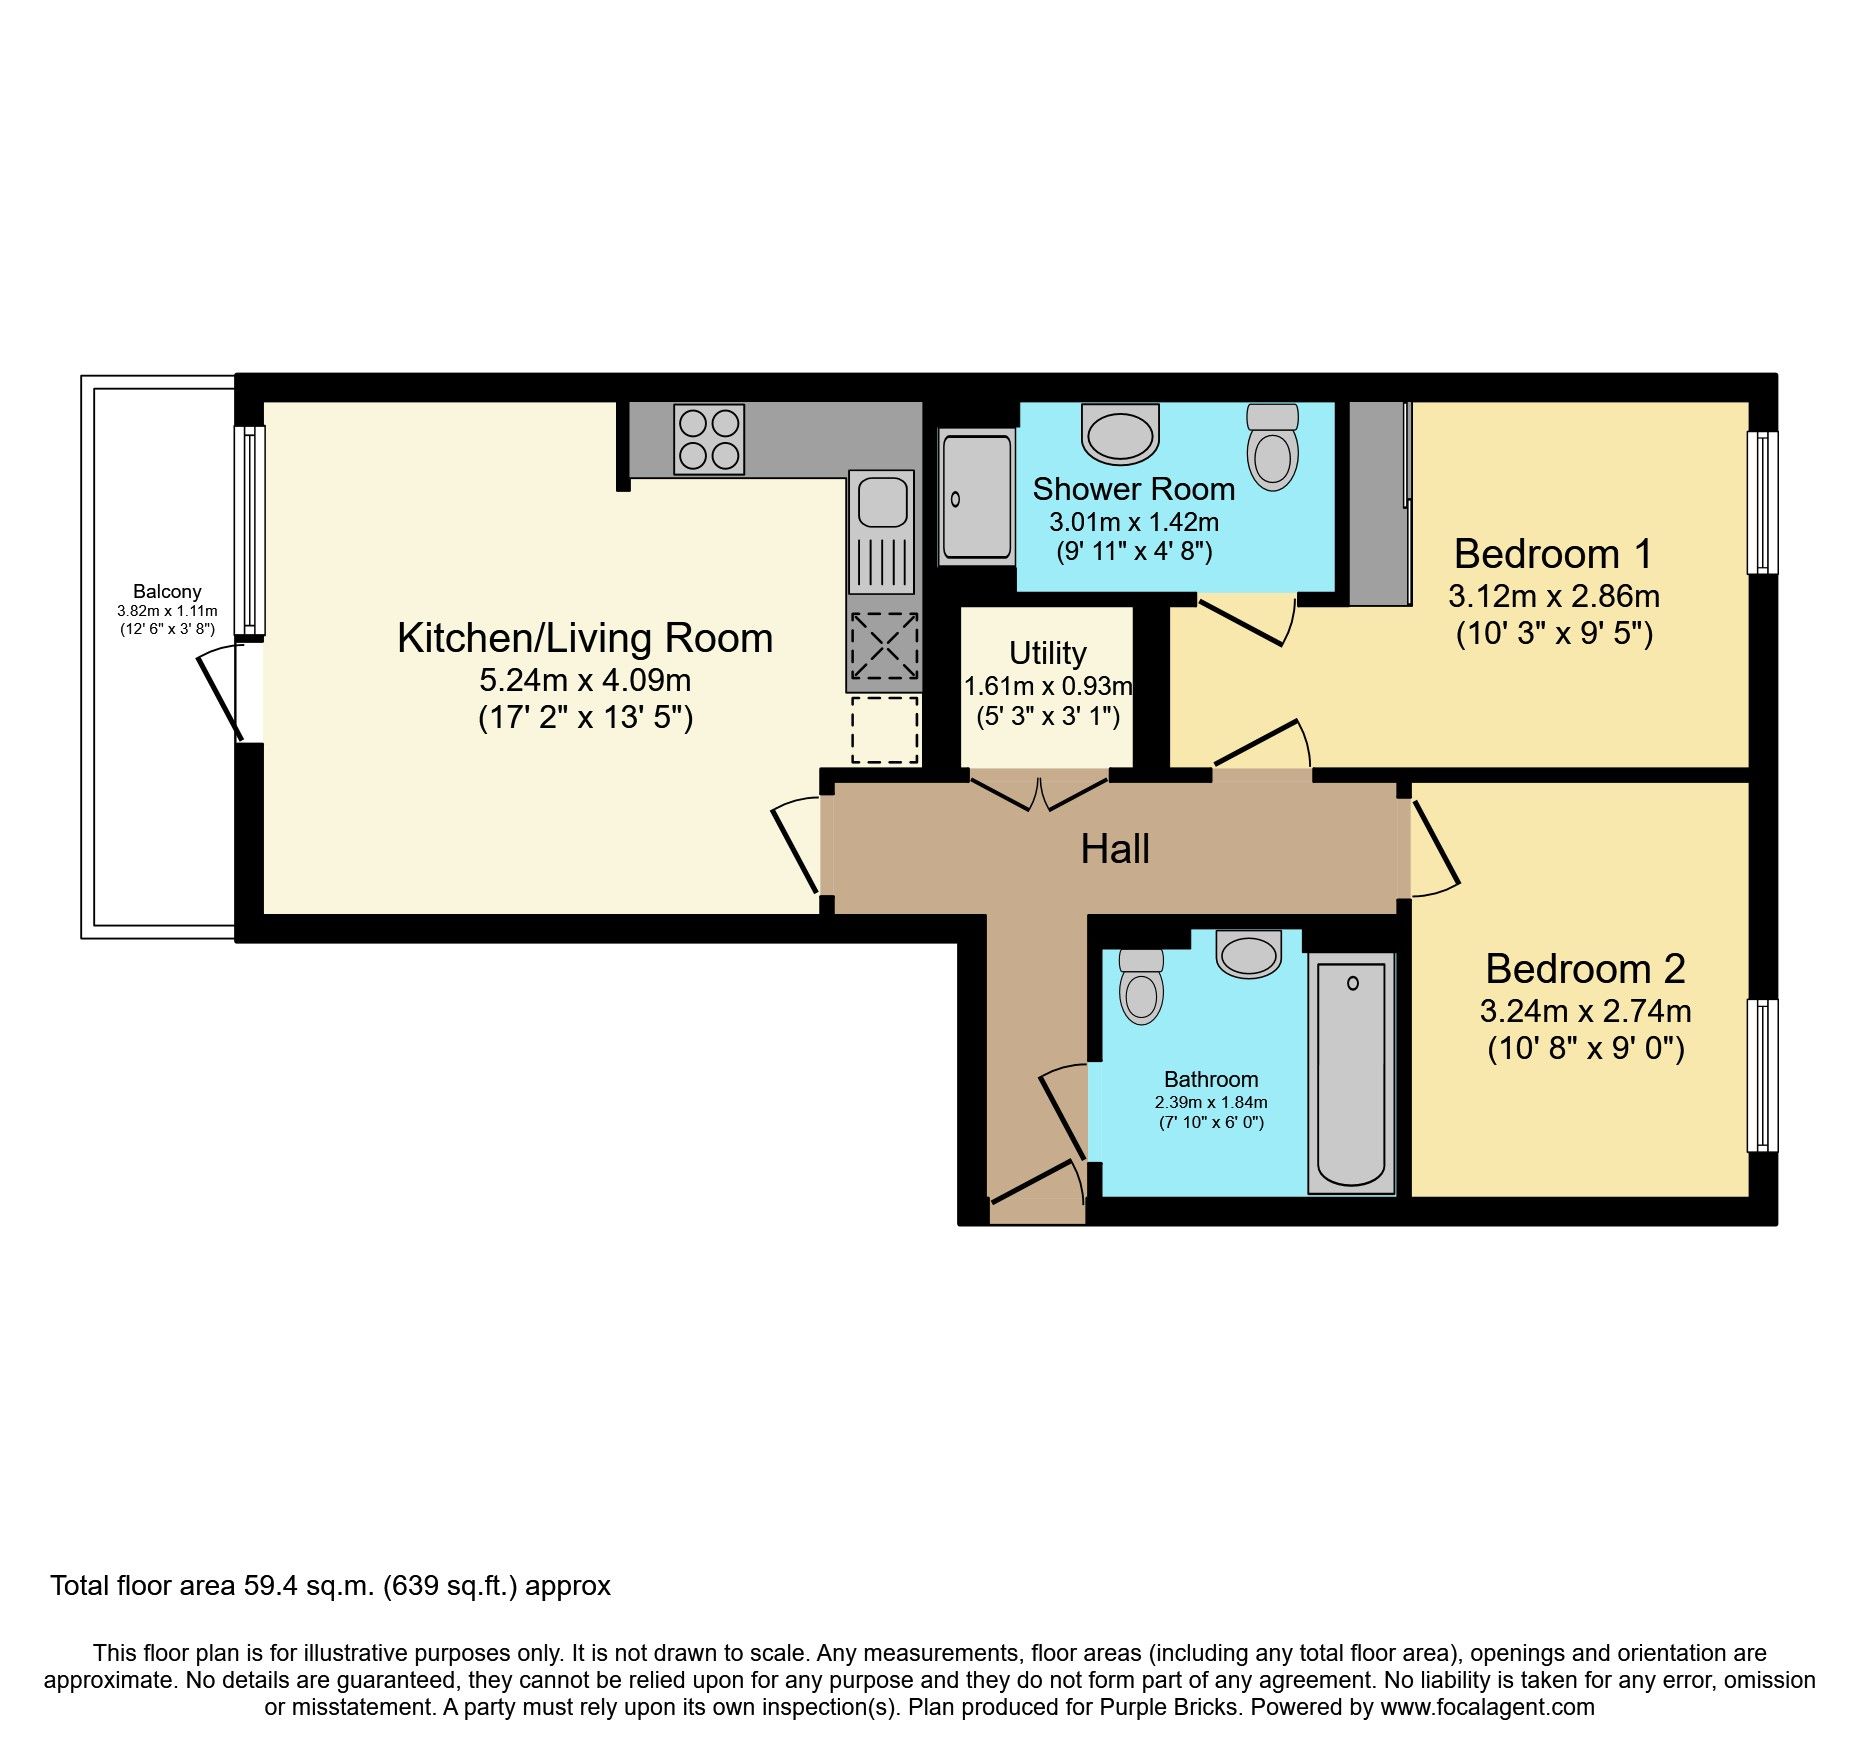 Balcony
3.82m x 1.11m
(12' 6" x 3' 8")
Kitchen/Living Room
5.24m x 4.09m
(17' 2" x 13' 5")
Shower Room
3.01m x 1.42m
(9' 11" x 4' 8")
Utility
1.61m x 0.93m
(5' 3" x 3' 1")
Bedroom 1
3.12m x 2.86m
(10' 3" x 9' 5")
Hall
Bedroom 2
3.24m x 2.74m
(10' 8" x 9' 0")
Bathroom
2.39m x 1.84m
(7' 10" x 6' 0")
Total floor area 59.4 sq.m. (639 sq.ft.) approx
This floor plan is for illustrative purposes only. It is not drawn to scale. Any measurements, floor areas (including any total floor area), openings and orientation are
approximate. No details are guaranteed, they cannot be relied upon for any purpose and they do not form part of any agreement. No liability is taken for any error, omission
or misstatement. A party must rely upon its own inspection(s). Plan produced for Purple Bricks. Powered by www.focalagent.com